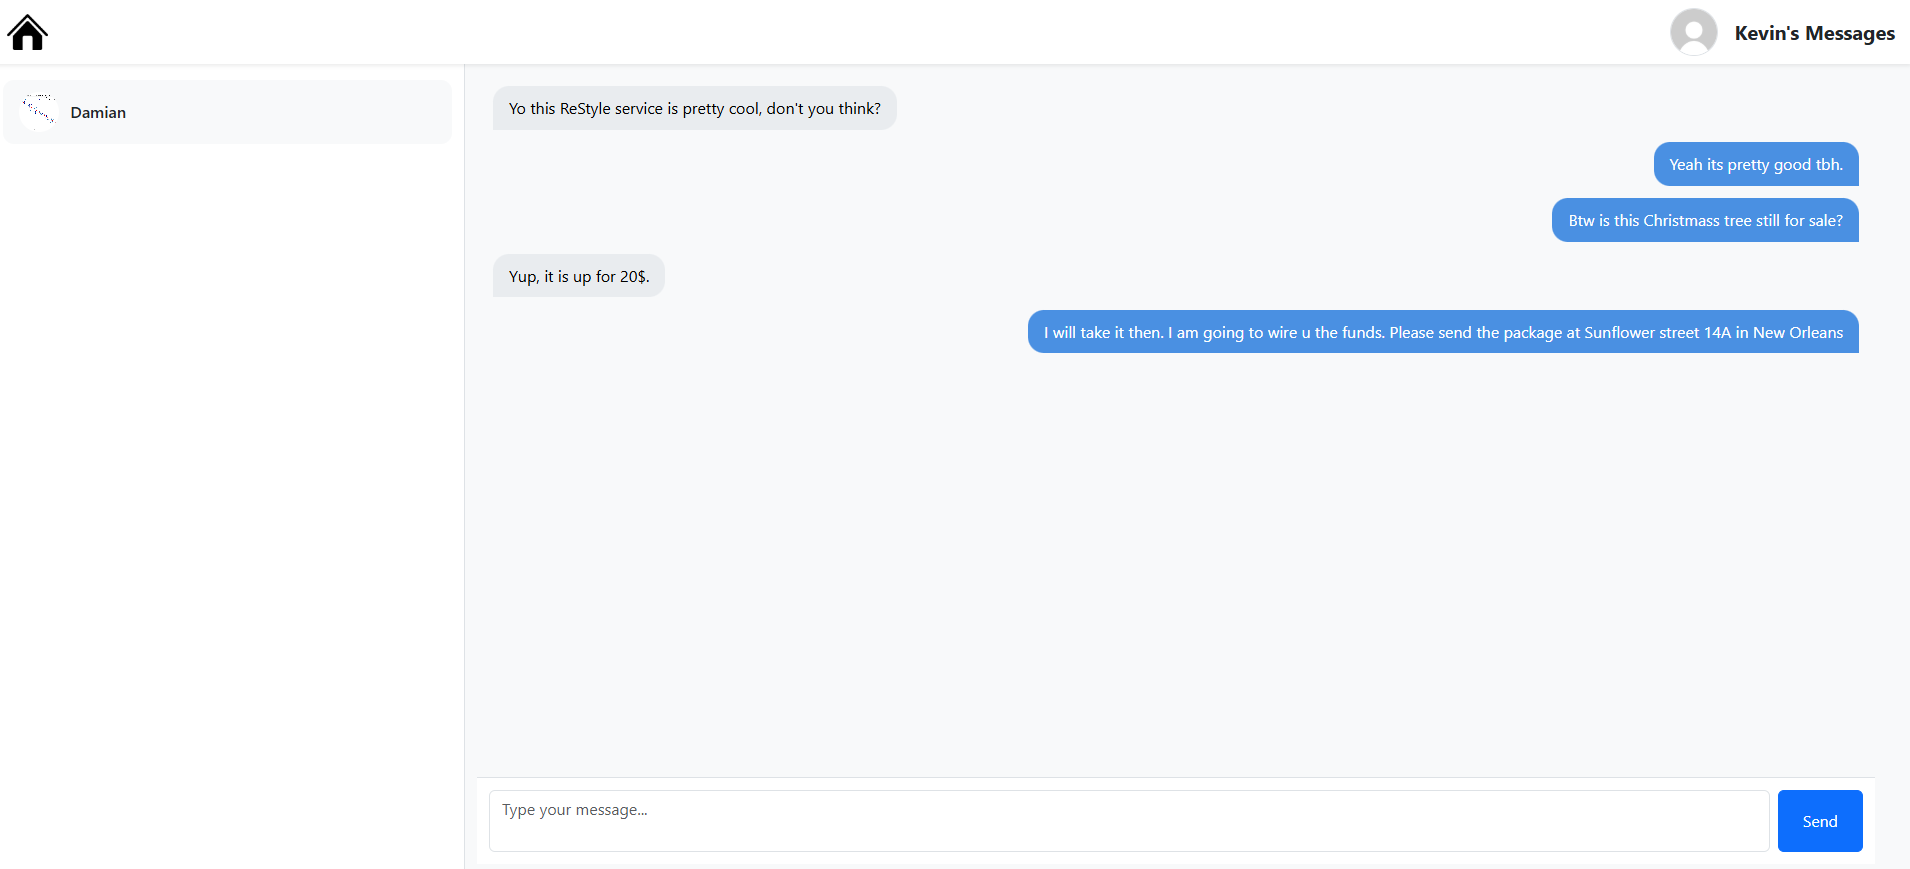 Kevin's Messages
Damian
Yo this ReStyle service is pretty cool, don't you think?
Yeah its pretty good tbh.
Btw is this Christmass tree still for sale?
Yup, it is up for 20$.
I will take it then. I am going to wire u the funds. Please send the package at Sunflower street 14A in New Orleans
Type your message...
Send